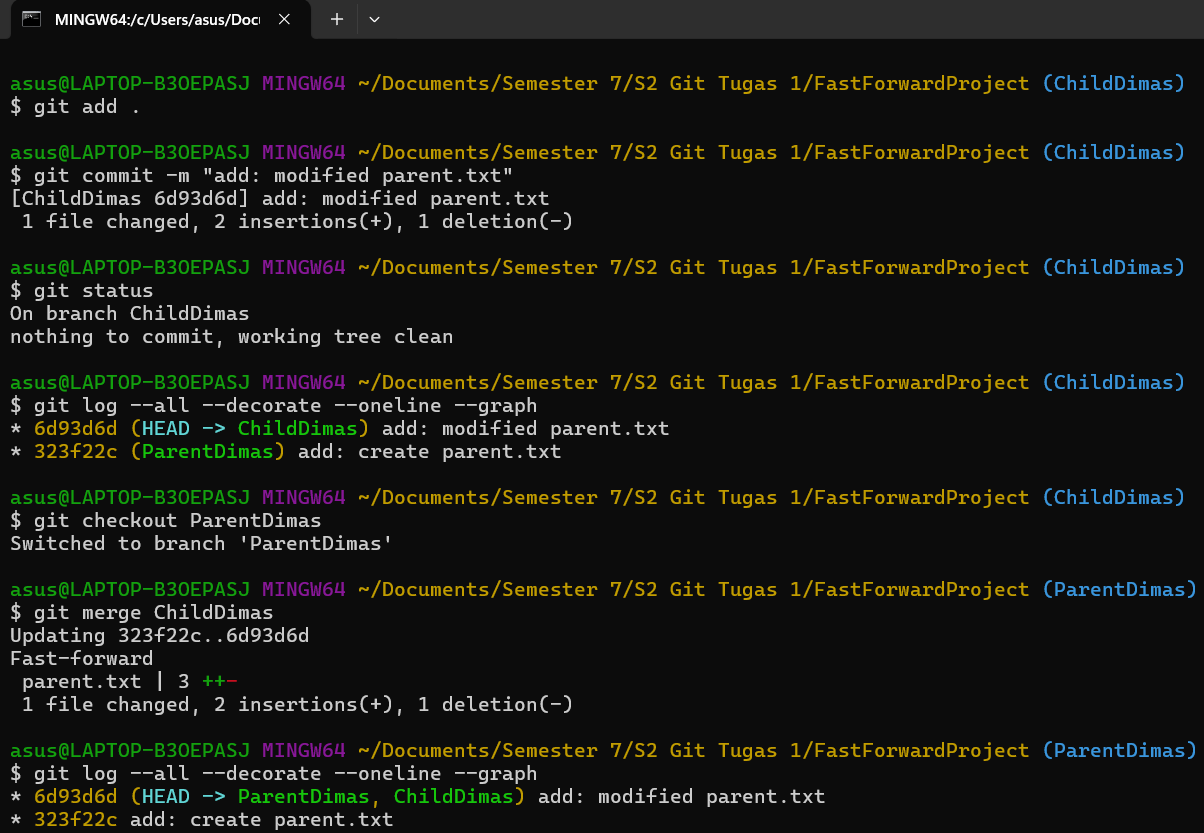 MINGW64:/c/Users/asus/Docu
asus@LAPTOP-B3OEPASJ MINGW64 ~/Documents/Semester 7/S2 Git Tugas 1/FastForwardProject (ChildDimas)
$ git add .
asus@LAPTOP-B3OEPASJ MINGW64 ~/Documents/Semester 7/S2 Git Tugas 1/FastForwardProject (ChildDimas)
$ git commit -m "add: modified parent.txt"
[ChildDimas 6d93d6d] add: modified parent.txt
 1 file changed, 2 insertions(+), 1 deletion(-)
asus@LAPTOP-B3OEPASJ MINGW64 ~/Documents/Semester 7/S2 Git Tugas 1/FastForwardProject (ChildDimas)
$ git status
On branch ChildDimas
nothing to commit, working tree clean
asus@LAPTOP-B3OEPASJ MINGW64 ~/Documents/Semester 7/S2 Git Tugas 1/FastForwardProject (ChildDimas)
$ git log --all --decorate --oneline --graph
* 6d93d6d (HEAD -> ChildDimas) add: modified parent.txt
* 323f22c (ParentDimas) add: create parent.txt
asus@LAPTOP-B3OEPASJ MINGW64 ~/Documents/Semester 7/S2 Git Tugas 1/FastForwardProject (ChildDimas)
$ git checkout ParentDimas
Switched to branch 'ParentDimas'
asus@LAPTOP-B3OEPASJ MINGW64 ~/Documents/Semester 7/S2 Git Tugas 1/FastForwardProject (ParentDimas)
$ git merge ChildDimas
Updating 323f22c..6d93d6d
Fast-forward
 parent.txt | 3 ++-
 1 file changed, 2 insertions(+), 1 deletion(-)
asus@LAPTOP-B3OEPASJ MINGW64 ~/Documents/Semester 7/S2 Git Tugas 1/FastForwardProject (ParentDimas)
$ git log --all --decorate --oneline --graph
* 6d93d6d (HEAD -> ParentDimas, ChildDimas) add: modified parent.txt
* 323f22c add: create parent.txt